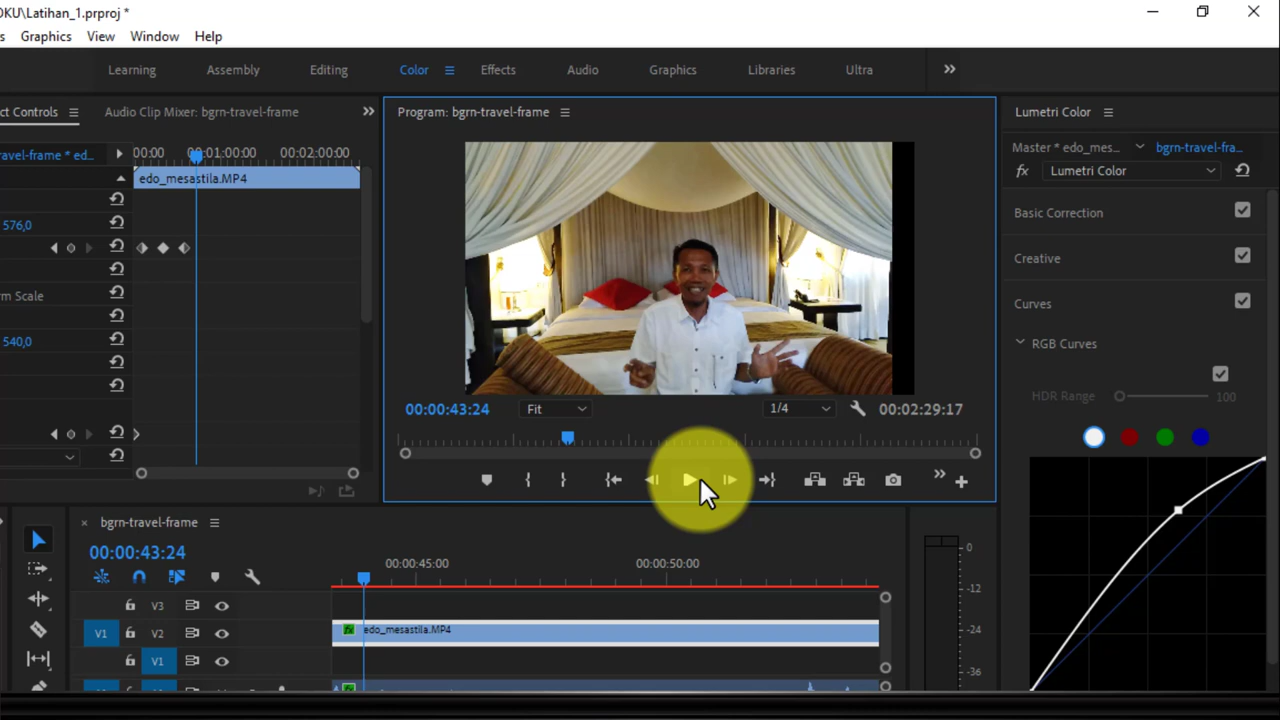 OKU\Latihan_1.prproj *
s Graphics View Window Help
Learning Assembly Editing Color Effects Audio Graphics Libraries Ultra
ct Controls
Audio Clip Mixer: bgrn-travel-frame
avel-frame * ed...
00:00 00:01:00:00 00:02:00:00
edo_mesastila.MP4
576,0
rm Scale
540,0
Program: bgrn-travel-frame
00:00:43:24
Fit
1/4
00:02:29:17
Lumetri Color
Master * edo_mes... bgrn-travel-fra...
fx Lumetri Color
Basic Correction
Creative
Curves
RGB Curves
HDR Range 100
× bgrn-travel-frame
00:00:43:24
00:00:45:00 00:00:50:00
V3
V1 V2
fx edo_mesastila.MP4
V1
0
-12
-24
-36